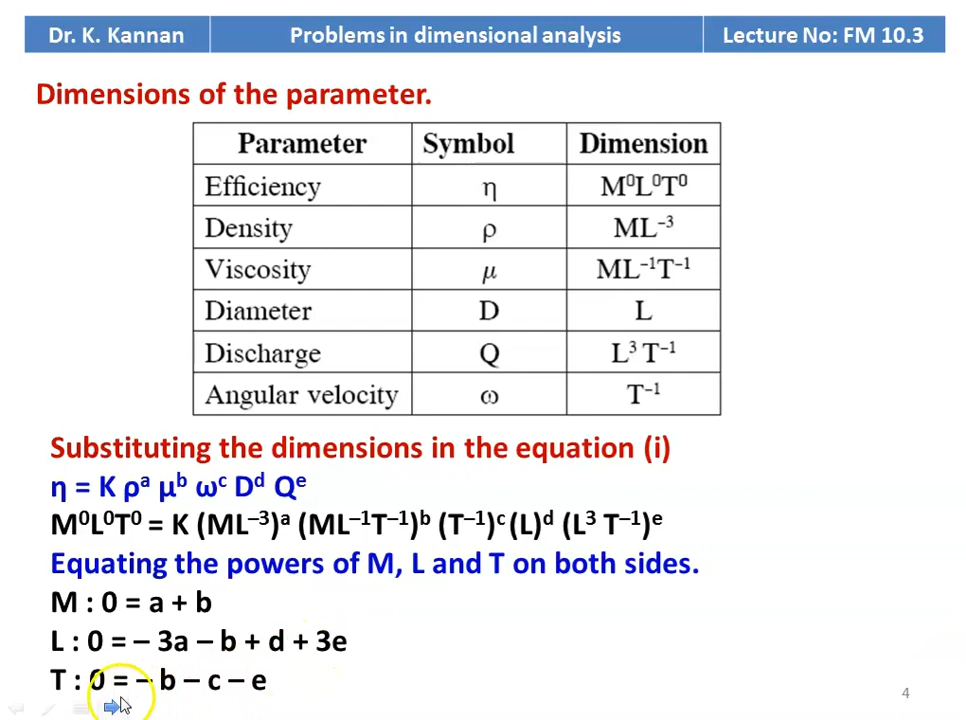 Dr. K. Kannan Problems in dimensional analysis Lecture No: FM 10.3
Dimensions of the parameter.
Parameter Symbol Dimension
Efficiency η M⁰L⁰T⁰
Density ρ ML⁻³
Viscosity μ ML⁻¹T⁻¹
Diameter D L
Discharge Q L³ T⁻¹
Angular velocity ω T⁻¹
Substituting the dimensions in the equation (i)
η = K ρᵃ μᵇ ωᶜ Dᵈ Qᵉ
M⁰L⁰T⁰ = K (ML⁻³)ᵃ (ML⁻¹T⁻¹)ᵇ (T⁻¹)ᶜ (L)ᵈ (L³ T⁻¹)ᵉ
Equating the powers of M, L and T on both sides.
M : 0 = a + b
L : 0 = – 3a – b + d + 3e
T : 0 = – b – c – e
4